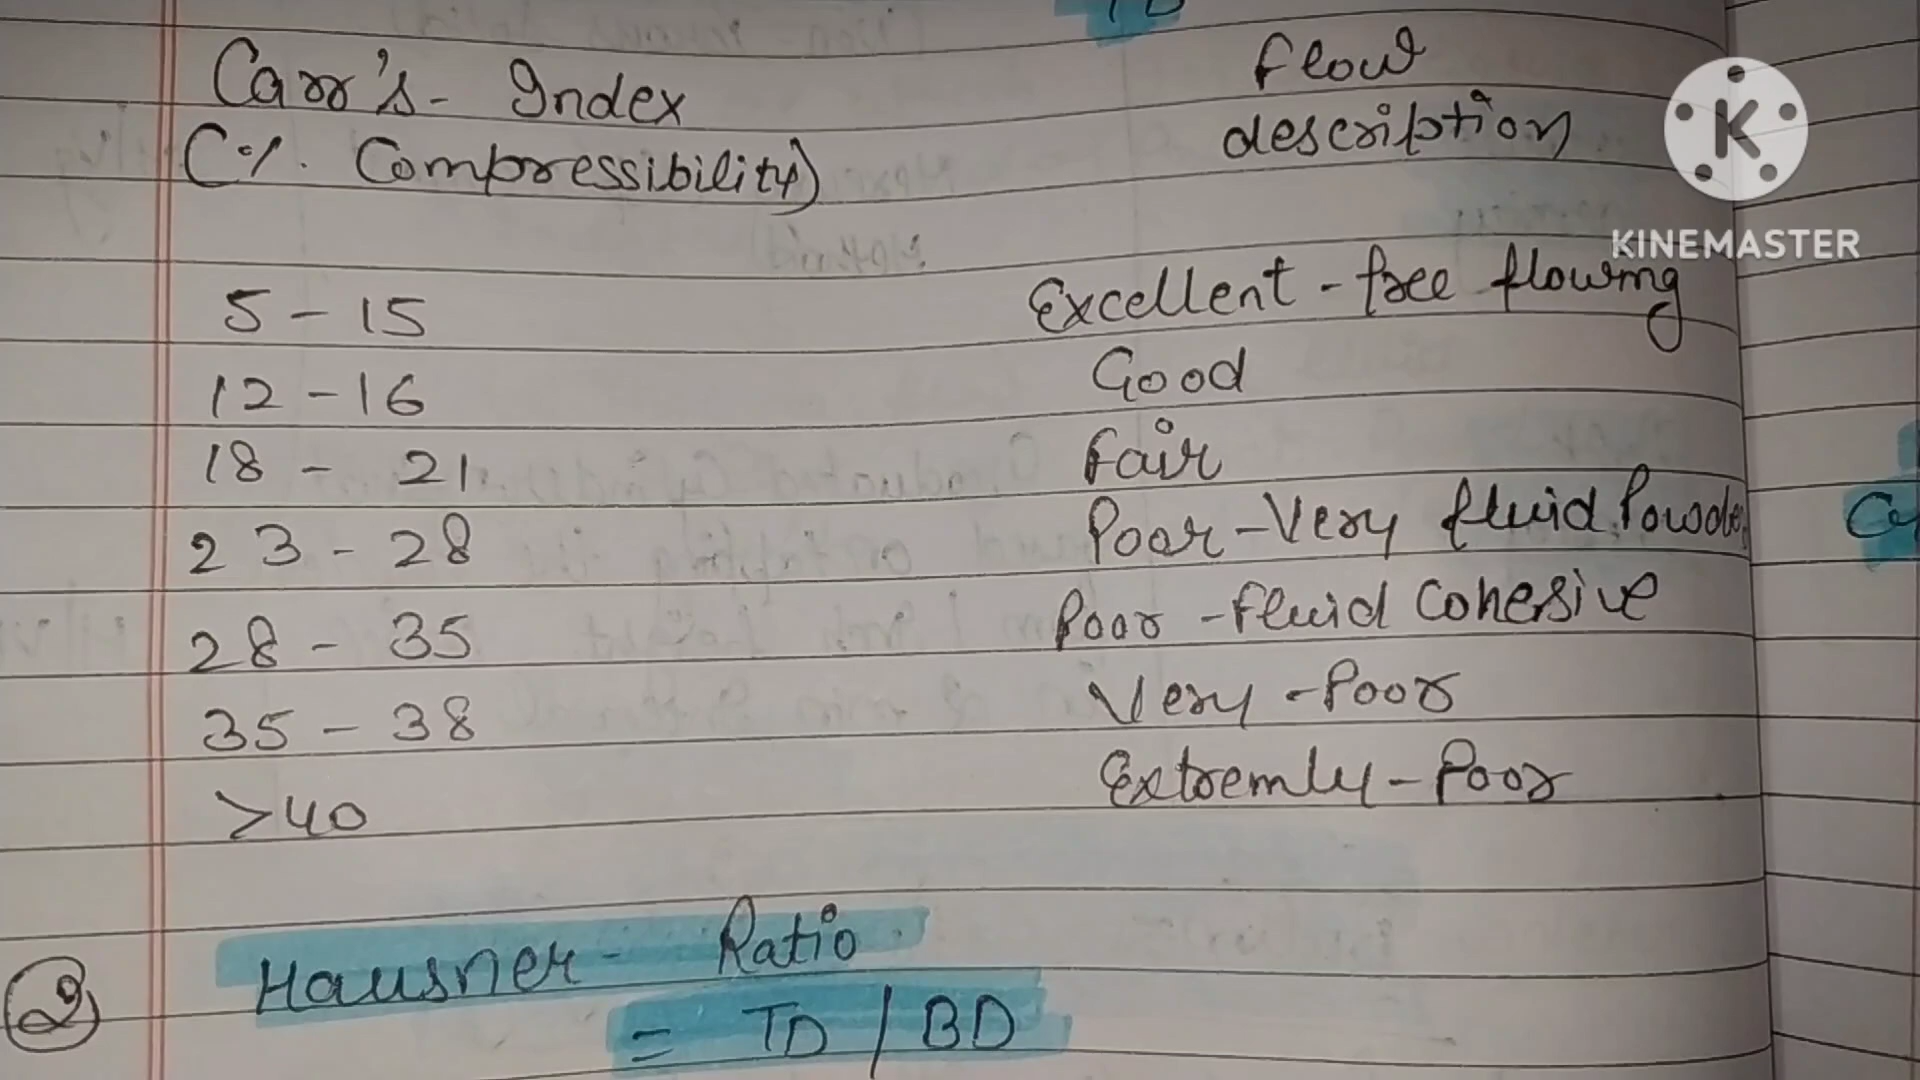 Carr's - Index
(% Compressibility)
flow
description
KINEMASTER
5 - 15 Excellent - free flowing
12 - 16 Good
18 - 21 Fair
23 - 28 Poor - Very fluid Powder
28 - 35 Poor - fluid cohesive
35 - 38 Very - Poor
>40 Extremly - Poor
2 Hausner - Ratio
= TD / BD